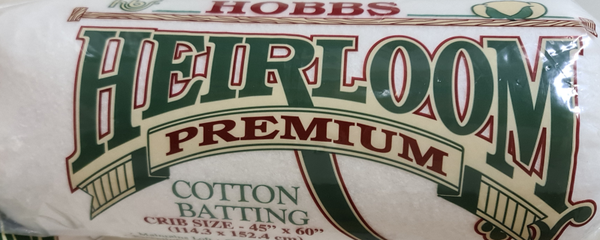 HOBBS
HEIRLOOM
PREMIUM
COTTON
BATTING
CRIB SIZE - 45" x 60"
(114.3 x 152.4 cm)